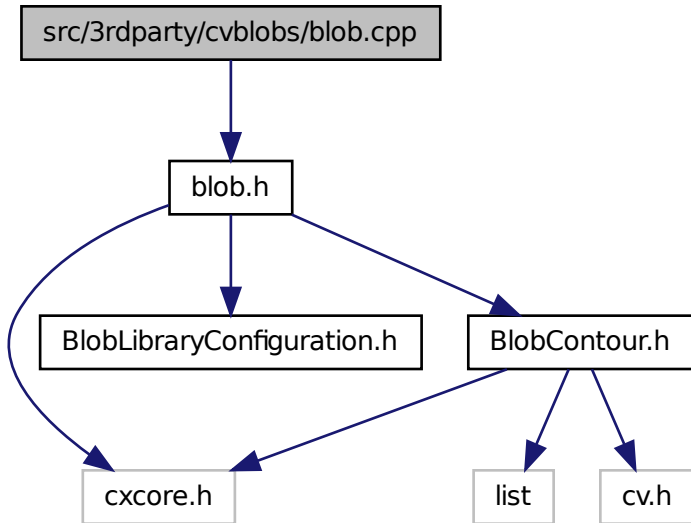 src/3rdparty/cvblobs/blob.cpp
blob.h
BlobLibraryConfiguration.h
BlobContour.h
cxcore.h
list
cv.h